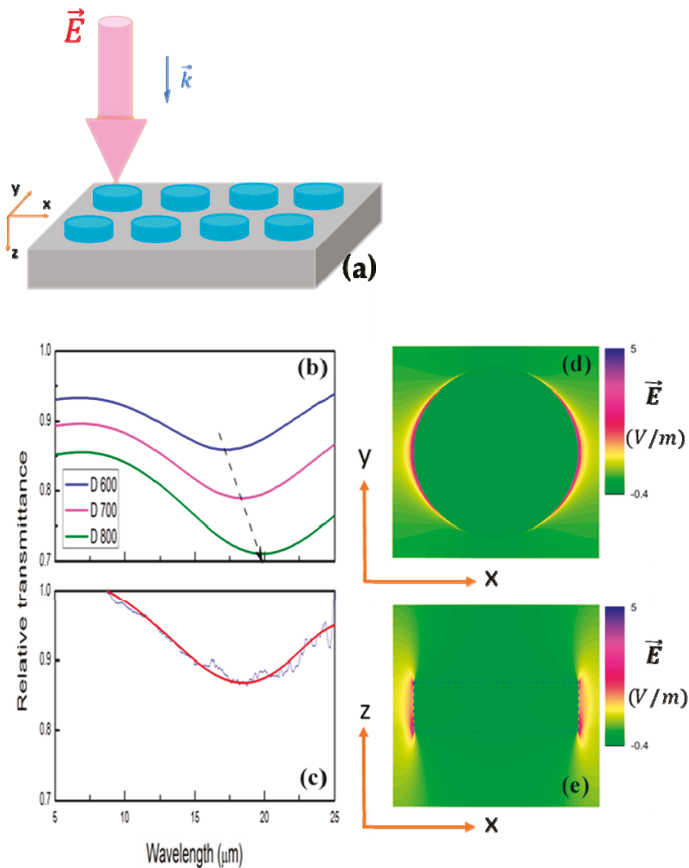 E
k
y
x
z
(a)
1.0
0.9
0.8
0.7
(b)
D 600
D 700
D 800
Relative transmittance
1.0
0.9
0.8
0.7
(c)
5 10 15 20 25
Wavelength (μm)
(d)
5
E
(V/m)
-0.4
y
x
5
E
(V/m)
-0.4
(e)
z
x